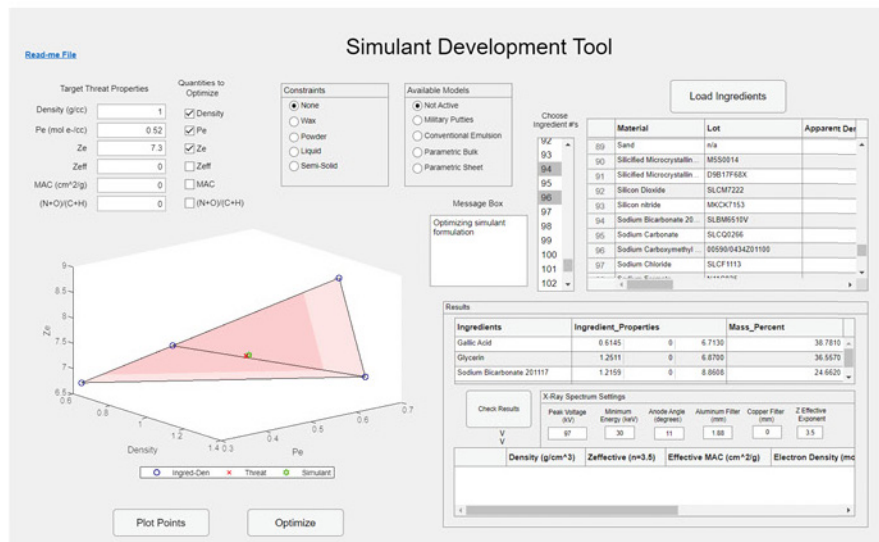 Simulant Development Tool
Read-me File
Target Threat Properties
Quantities to
Optimize
Density (g/cc) 1 Density
Pe (mol e-/cc) 0.52 Pe
Ze 7.3 Ze
Zeff 0 Zeff
MAC (cm^2/g) 0 MAC
(N+O)/(C+H) 0 (N+O)/(C+H)
Constraints
None
Wax
Powder
Liquid
Semi-Solid
Available Models
Not Active
Military Putties
Conventional Emulsion
Parametric Bulk
Parametric Sheet
Message Box
Optimizing simulant
formulation
Choose
Ingredient #'s
92
93
94
95
96
97
98
99
100
101
102
Load Ingredients
Material Lot Apparent Der
89 Sand n/a
90 Silicified Microcrystallin... M5S0014
91 Silicified Microcrystallin... D9B17F68X
92 Silicon Dioxide SLCM7222
93 Silicon nitride MKCK7153
94 Sodium Bicarbonate 20... SLBM6510V
95 Sodium Carbonate SLCQ0266
96 Sodium Carboxymethyl ... 00590/0434Z01100
97 Sodium Chloride SLCF1113
Ze
9
8.5
8
7.5
7
6.5
0.6
0.8
1
1.2
1.4
Density
0.3
0.4
0.5
0.6
0.7
Pe
Ingred-Den Threat Simulant
Plot Points
Optimize
Results
Ingredients Ingredient_Properties Mass_Percent
Gallic Acid 0.6145 0 6.7130 38.7810
Glycerin 1.2511 0 6.8700 36.5570
Sodium Bicarbonate 201117 1.2159 0 8.8608 24.6620
Check Results
V
V
X-Ray Spectrum Settings
Peak Voltage
(kV)
Minimum
Energy (keV)
Anode Angle
(degrees)
Aluminum Filter
(mm)
Copper Filter
(mm)
Z Effective
Exponent
97 30 11 1.88 0 3.5
Density (g/cm^3) Zeffective (n=3.5) Effective MAC (cm^2/g) Electron Density (mc